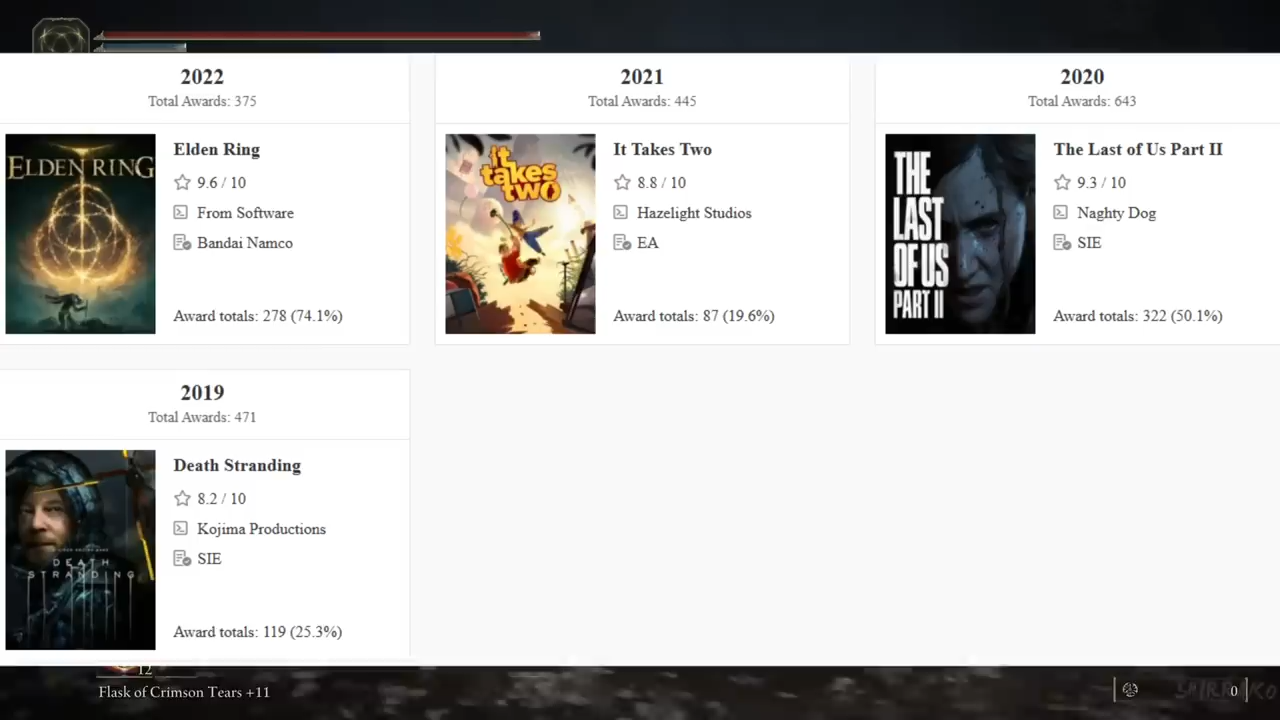 2022
Total Awards: 375
ELDEN RING
Elden Ring
9.6 / 10
From Software
Bandai Namco
Award totals: 278 (74.1%)
2021
Total Awards: 445
it
takes
two
It Takes Two
8.8 / 10
Hazelight Studios
EA
Award totals: 87 (19.6%)
2020
Total Awards: 643
THE
LAST
OF US
PART II
The Last of Us Part II
9.3 / 10
Naghty Dog
SIE
Award totals: 322 (50.1%)
2019
Total Awards: 471
DEATH
STRANDING
Death Stranding
8.2 / 10
Kojima Productions
SIE
Award totals: 119 (25.3%)
12
Flask of Crimson Tears +11
0